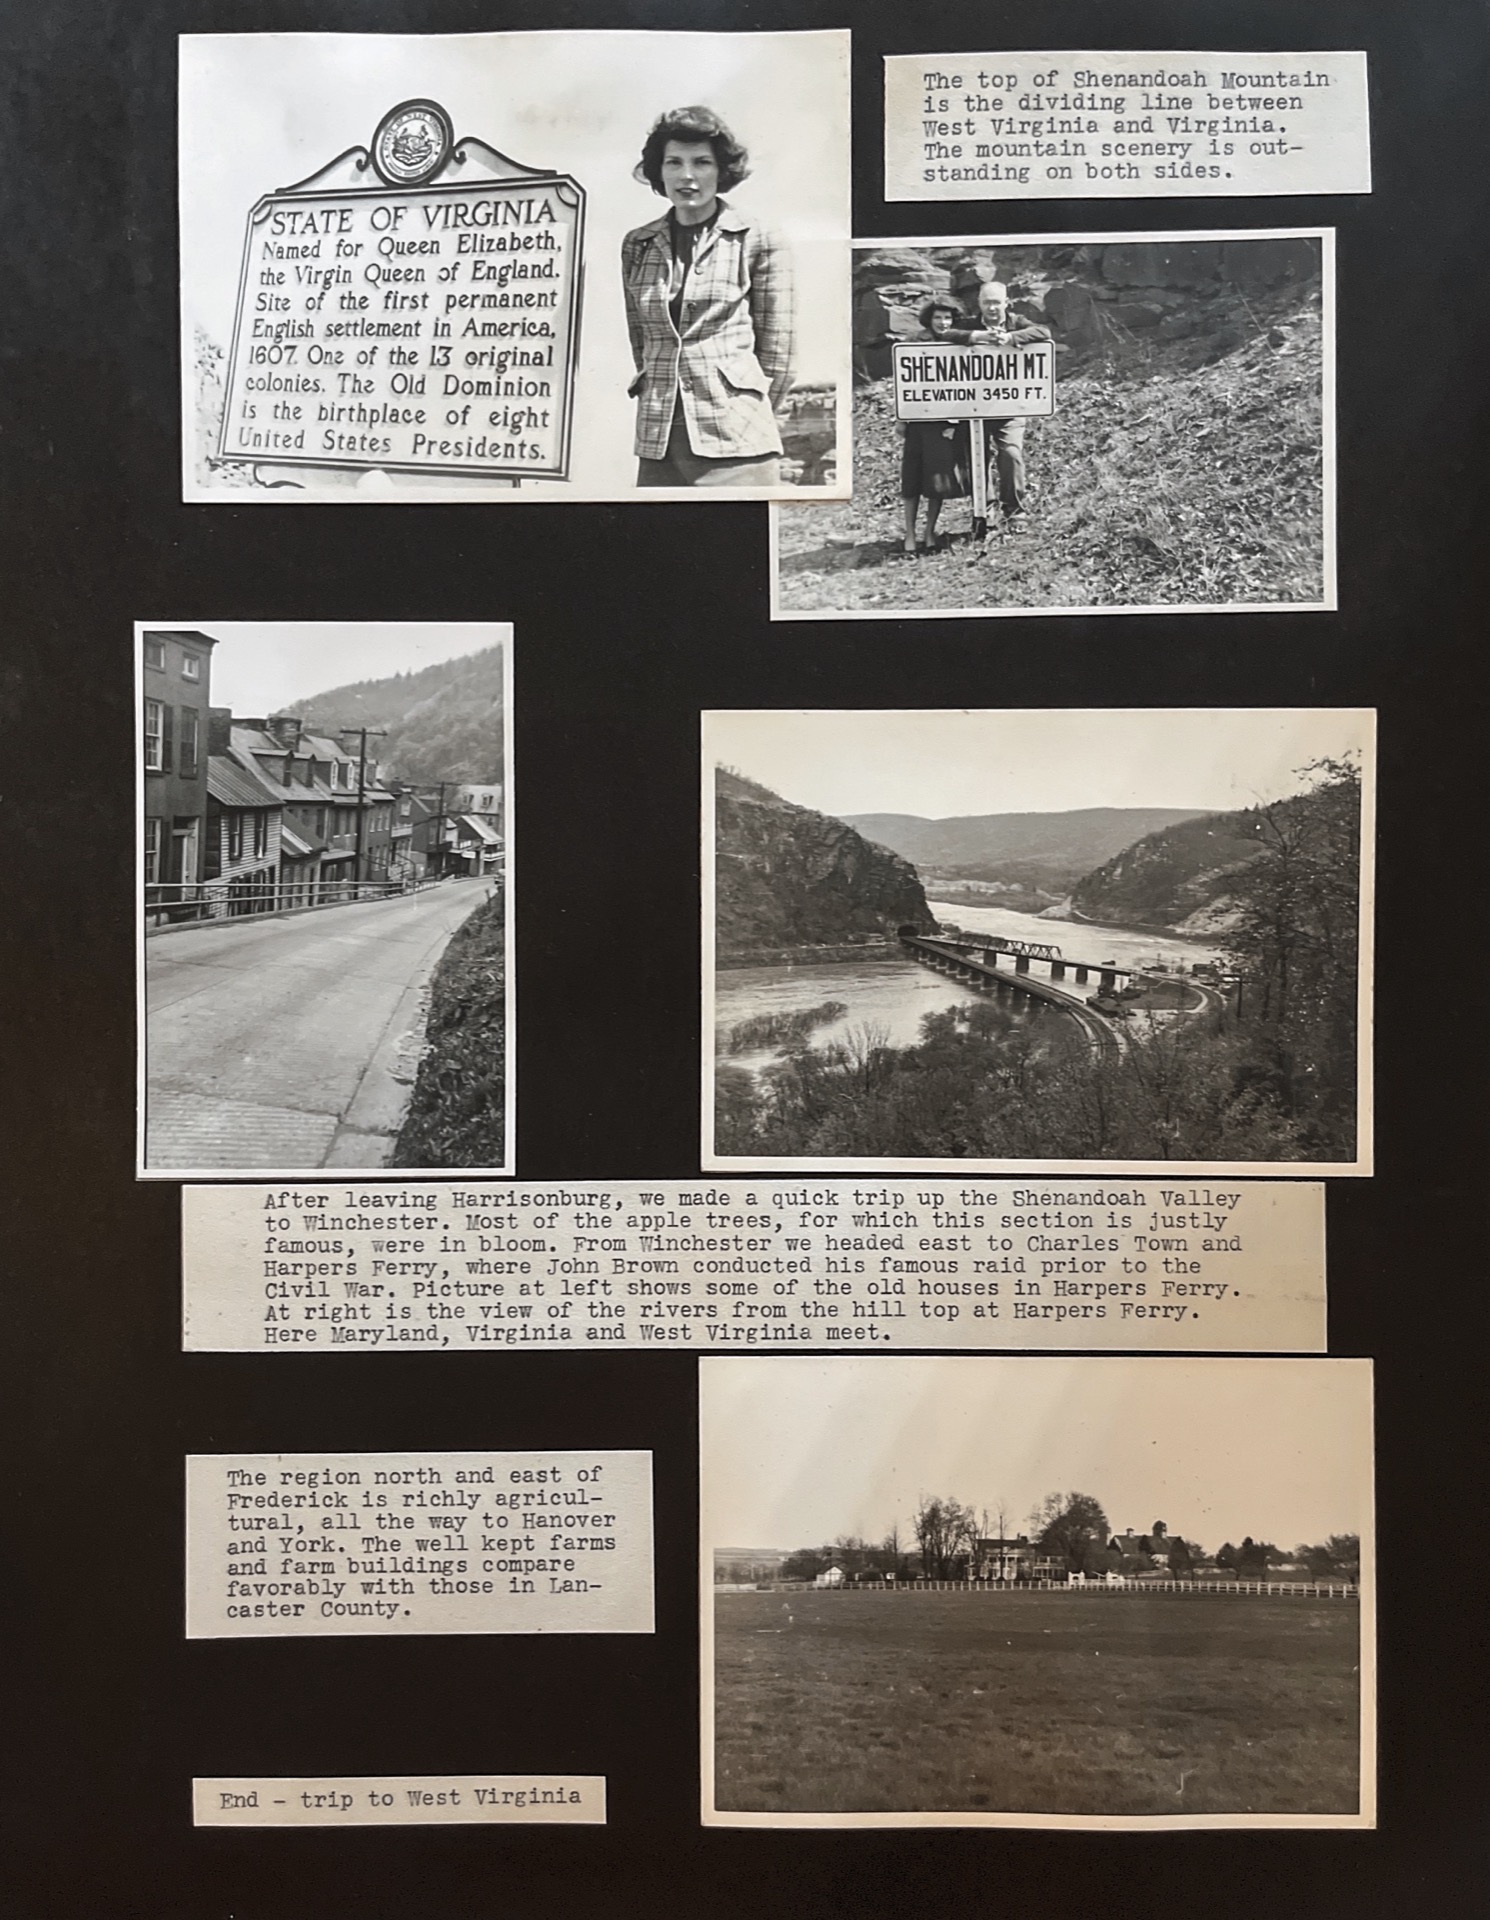 STATE OF VIRGINIA
Named for Queen Elizabeth,
the Virgin Queen of England.
Site of the first permanent
English settlement in America,
1607. One of the 13 original
colonies. The Old Dominion
is the birthplace of eight
United States Presidents.
The top of Shenandoah Mountain
is the dividing line between
West Virginia and Virginia.
The mountain scenery is out-
standing on both sides.
SHENANDOAH MT.
ELEVATION 3450 FT.
After leaving Harrisonburg, we made a quick trip up the Shenandoah Valley
to Winchester. Most of the apple trees, for which this section is justly
famous, were in bloom. From Winchester we headed east to Charles Town and
Harpers Ferry, where John Brown conducted his famous raid prior to the
Civil War. Picture at left shows some of the old houses in Harpers Ferry.
At right is the view of the rivers from the hill top at Harpers Ferry.
Here Maryland, Virginia and West Virginia meet.
The region north and east of
Frederick is richly agricul-
tural, all the way to Hanover
and York. The well kept farms
and farm buildings compare
favorably with those in Lan-
caster County.
End - trip to West Virginia